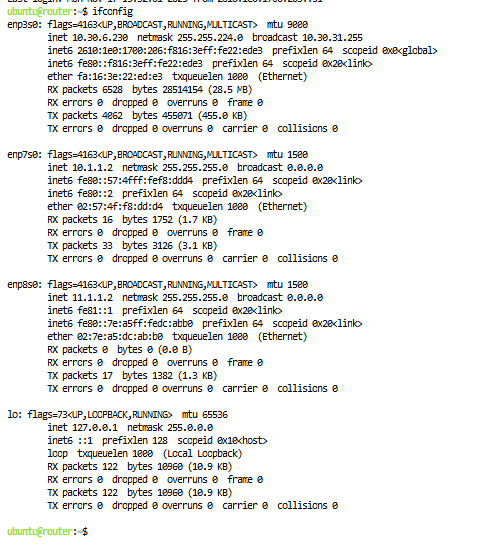 ubuntu@router:~$ ifconfig
enp3s0: flags=4163<UP,BROADCAST,RUNNING,MULTICAST>  mtu 9000
        inet 10.30.6.230  netmask 255.255.224.0  broadcast 10.30.31.255
        inet6 2610:1e0:1700:206:f816:3eff:fe22:ede3  prefixlen 64  scopeid 0x0<global>
        inet6 fe80::f816:3eff:fe22:ede3  prefixlen 64  scopeid 0x20<link>
        ether fa:16:3e:22:ed:e3  txqueuelen 1000  (Ethernet)
        RX packets 6528  bytes 28514154 (28.5 MB)
        RX errors 0  dropped 0  overruns 0  frame 0
        TX packets 4062  bytes 455071 (455.0 KB)
        TX errors 0  dropped 0 overruns 0  carrier 0  collisions 0

enp7s0: flags=4163<UP,BROADCAST,RUNNING,MULTICAST>  mtu 1500
        inet 10.1.1.2  netmask 255.255.255.0  broadcast 0.0.0.0
        inet6 fe80::57:4fff:fef8:ddd4  prefixlen 64  scopeid 0x20<link>
        inet6 fe80::2  prefixlen 64  scopeid 0x20<link>
        ether 02:57:4f:f8:dd:d4  txqueuelen 1000  (Ethernet)
        RX packets 16  bytes 1752 (1.7 KB)
        RX errors 0  dropped 0  overruns 0  frame 0
        TX packets 33  bytes 3126 (3.1 KB)
        TX errors 0  dropped 0 overruns 0  carrier 0  collisions 0

enp8s0: flags=4163<UP,BROADCAST,RUNNING,MULTICAST>  mtu 1500
        inet 11.1.1.2  netmask 255.255.255.0  broadcast 0.0.0.0
        inet6 fe81::1  prefixlen 64  scopeid 0x20<link>
        inet6 fe80::7e:a5ff:fedc:abb0  prefixlen 64  scopeid 0x20<link>
        ether 02:7e:a5:dc:ab:b0  txqueuelen 1000  (Ethernet)
        RX packets 0  bytes 0 (0.0 B)
        RX errors 0  dropped 0  overruns 0  frame 0
        TX packets 17  bytes 1382 (1.3 KB)
        TX errors 0  dropped 0 overruns 0  carrier 0  collisions 0

lo: flags=73<UP,LOOPBACK,RUNNING>  mtu 65536
        inet 127.0.0.1  netmask 255.0.0.0
        inet6 ::1  prefixlen 128  scopeid 0x10<host>
        loop  txqueuelen 1000  (Local Loopback)
        RX packets 122  bytes 10960 (10.9 KB)
        RX errors 0  dropped 0  overruns 0  frame 0
        TX packets 122  bytes 10960 (10.9 KB)
        TX errors 0  dropped 0 overruns 0  carrier 0  collisions 0

ubuntu@router:~$